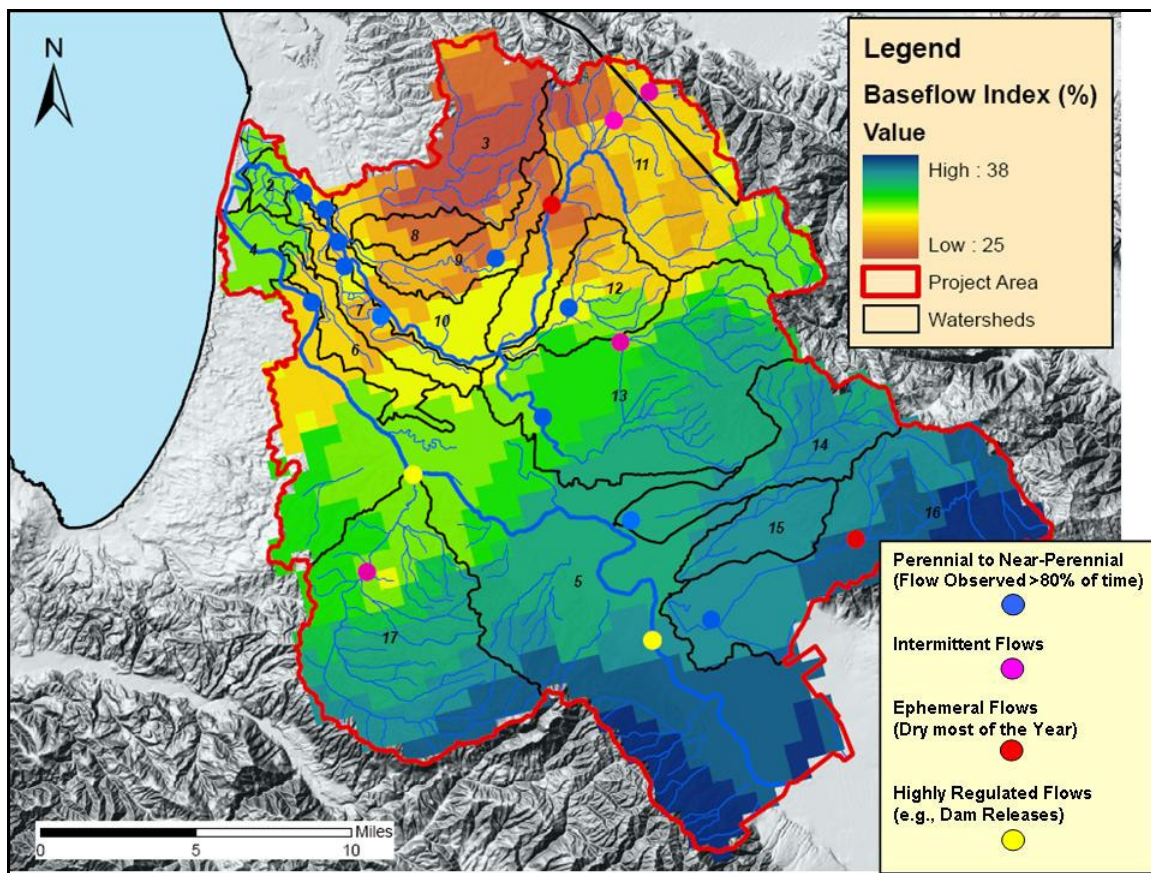 N
Legend
Baseflow Index (%)
Value
High : 38
Low : 25
Project Area
Watersheds
3
11
2
8
4
9
12
7
10
6
13
14
16
15
5
17
Perennial to Near-Perennial
(Flow Observed >80% of time)
Intermittent Flows
Ephemeral Flows
(Dry most of the Year)
Highly Regulated Flows
(e.g., Dam Releases)
Miles
0 5 10